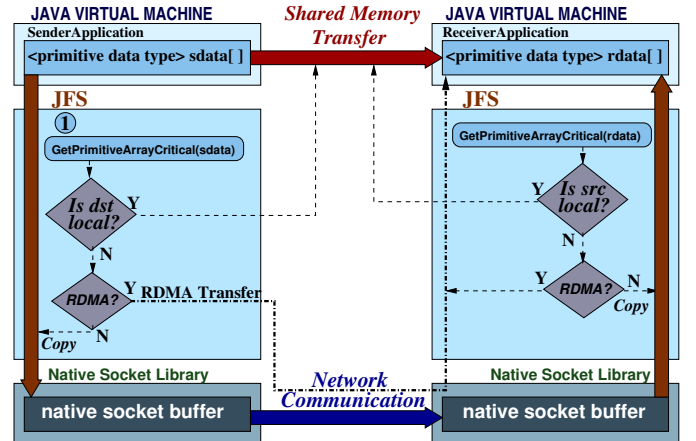 JAVA VIRTUAL MACHINE
SenderApplication
<primitive data type> sdata[ ]
Shared Memory
Transfer
JAVA VIRTUAL MACHINE
ReceiverApplication
<primitive data type> rdata[ ]
JFS
1
GetPrimitiveArrayCritical(sdata)
Is dst
local?
Y
N
RDMA?
Y
RDMA Transfer
N
Copy
JFS
GetPrimitiveArrayCritical(rdata)
Y
Is src
local?
N
Y
RDMA?
N
Copy
Native Socket Library
native socket buffer
Network
Communication
Native Socket Library
native socket buffer